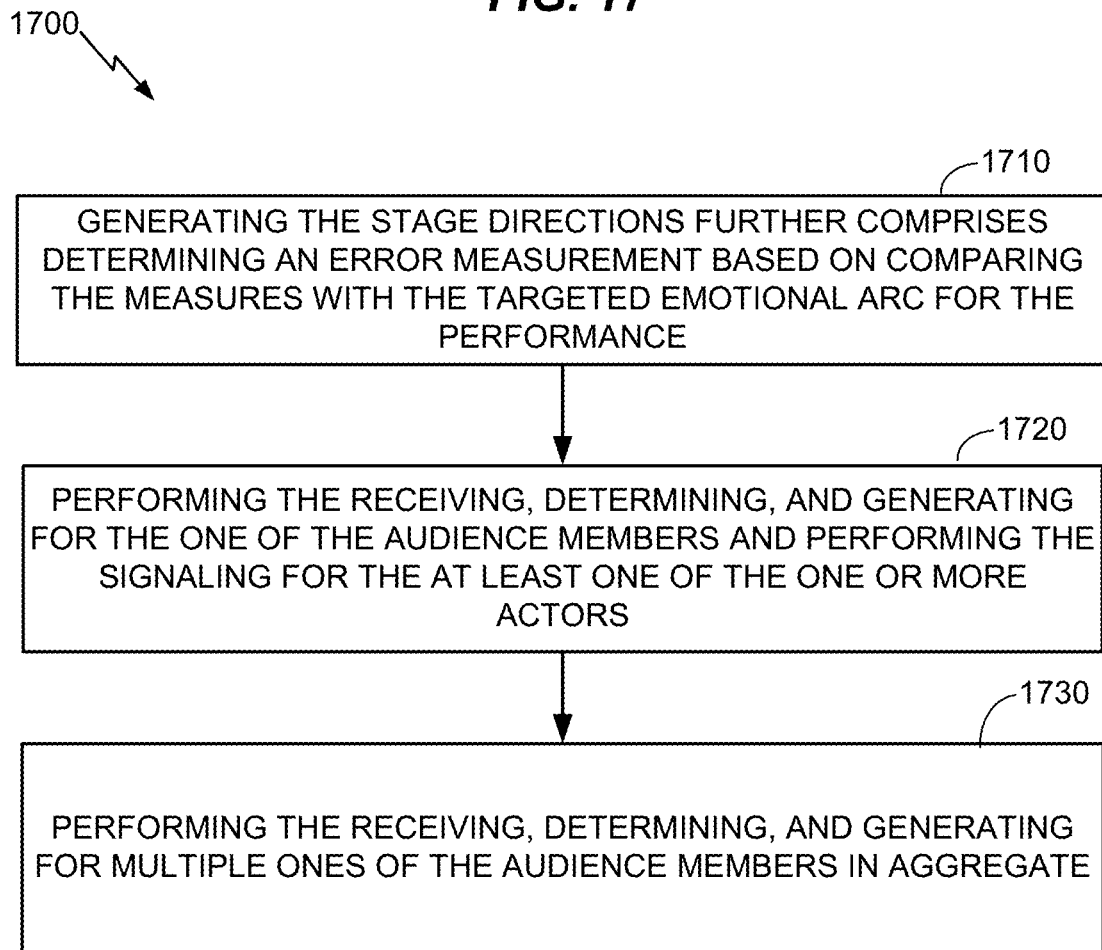 1700
1710
GENERATING THE STAGE DIRECTIONS FURTHER COMPRISES
DETERMINING AN ERROR MEASUREMENT BASED ON COMPARING
THE MEASURES WITH THE TARGETED EMOTIONAL ARC FOR THE
PERFORMANCE
1720
PERFORMING THE RECEIVING, DETERMINING, AND GENERATING
FOR THE ONE OF THE AUDIENCE MEMBERS AND PERFORMING THE
SIGNALING FOR THE AT LEAST ONE OF THE ONE OR MORE
ACTORS
1730
PERFORMING THE RECEIVING, DETERMINING, AND GENERATING
FOR MULTIPLE ONES OF THE AUDIENCE MEMBERS IN AGGREGATE